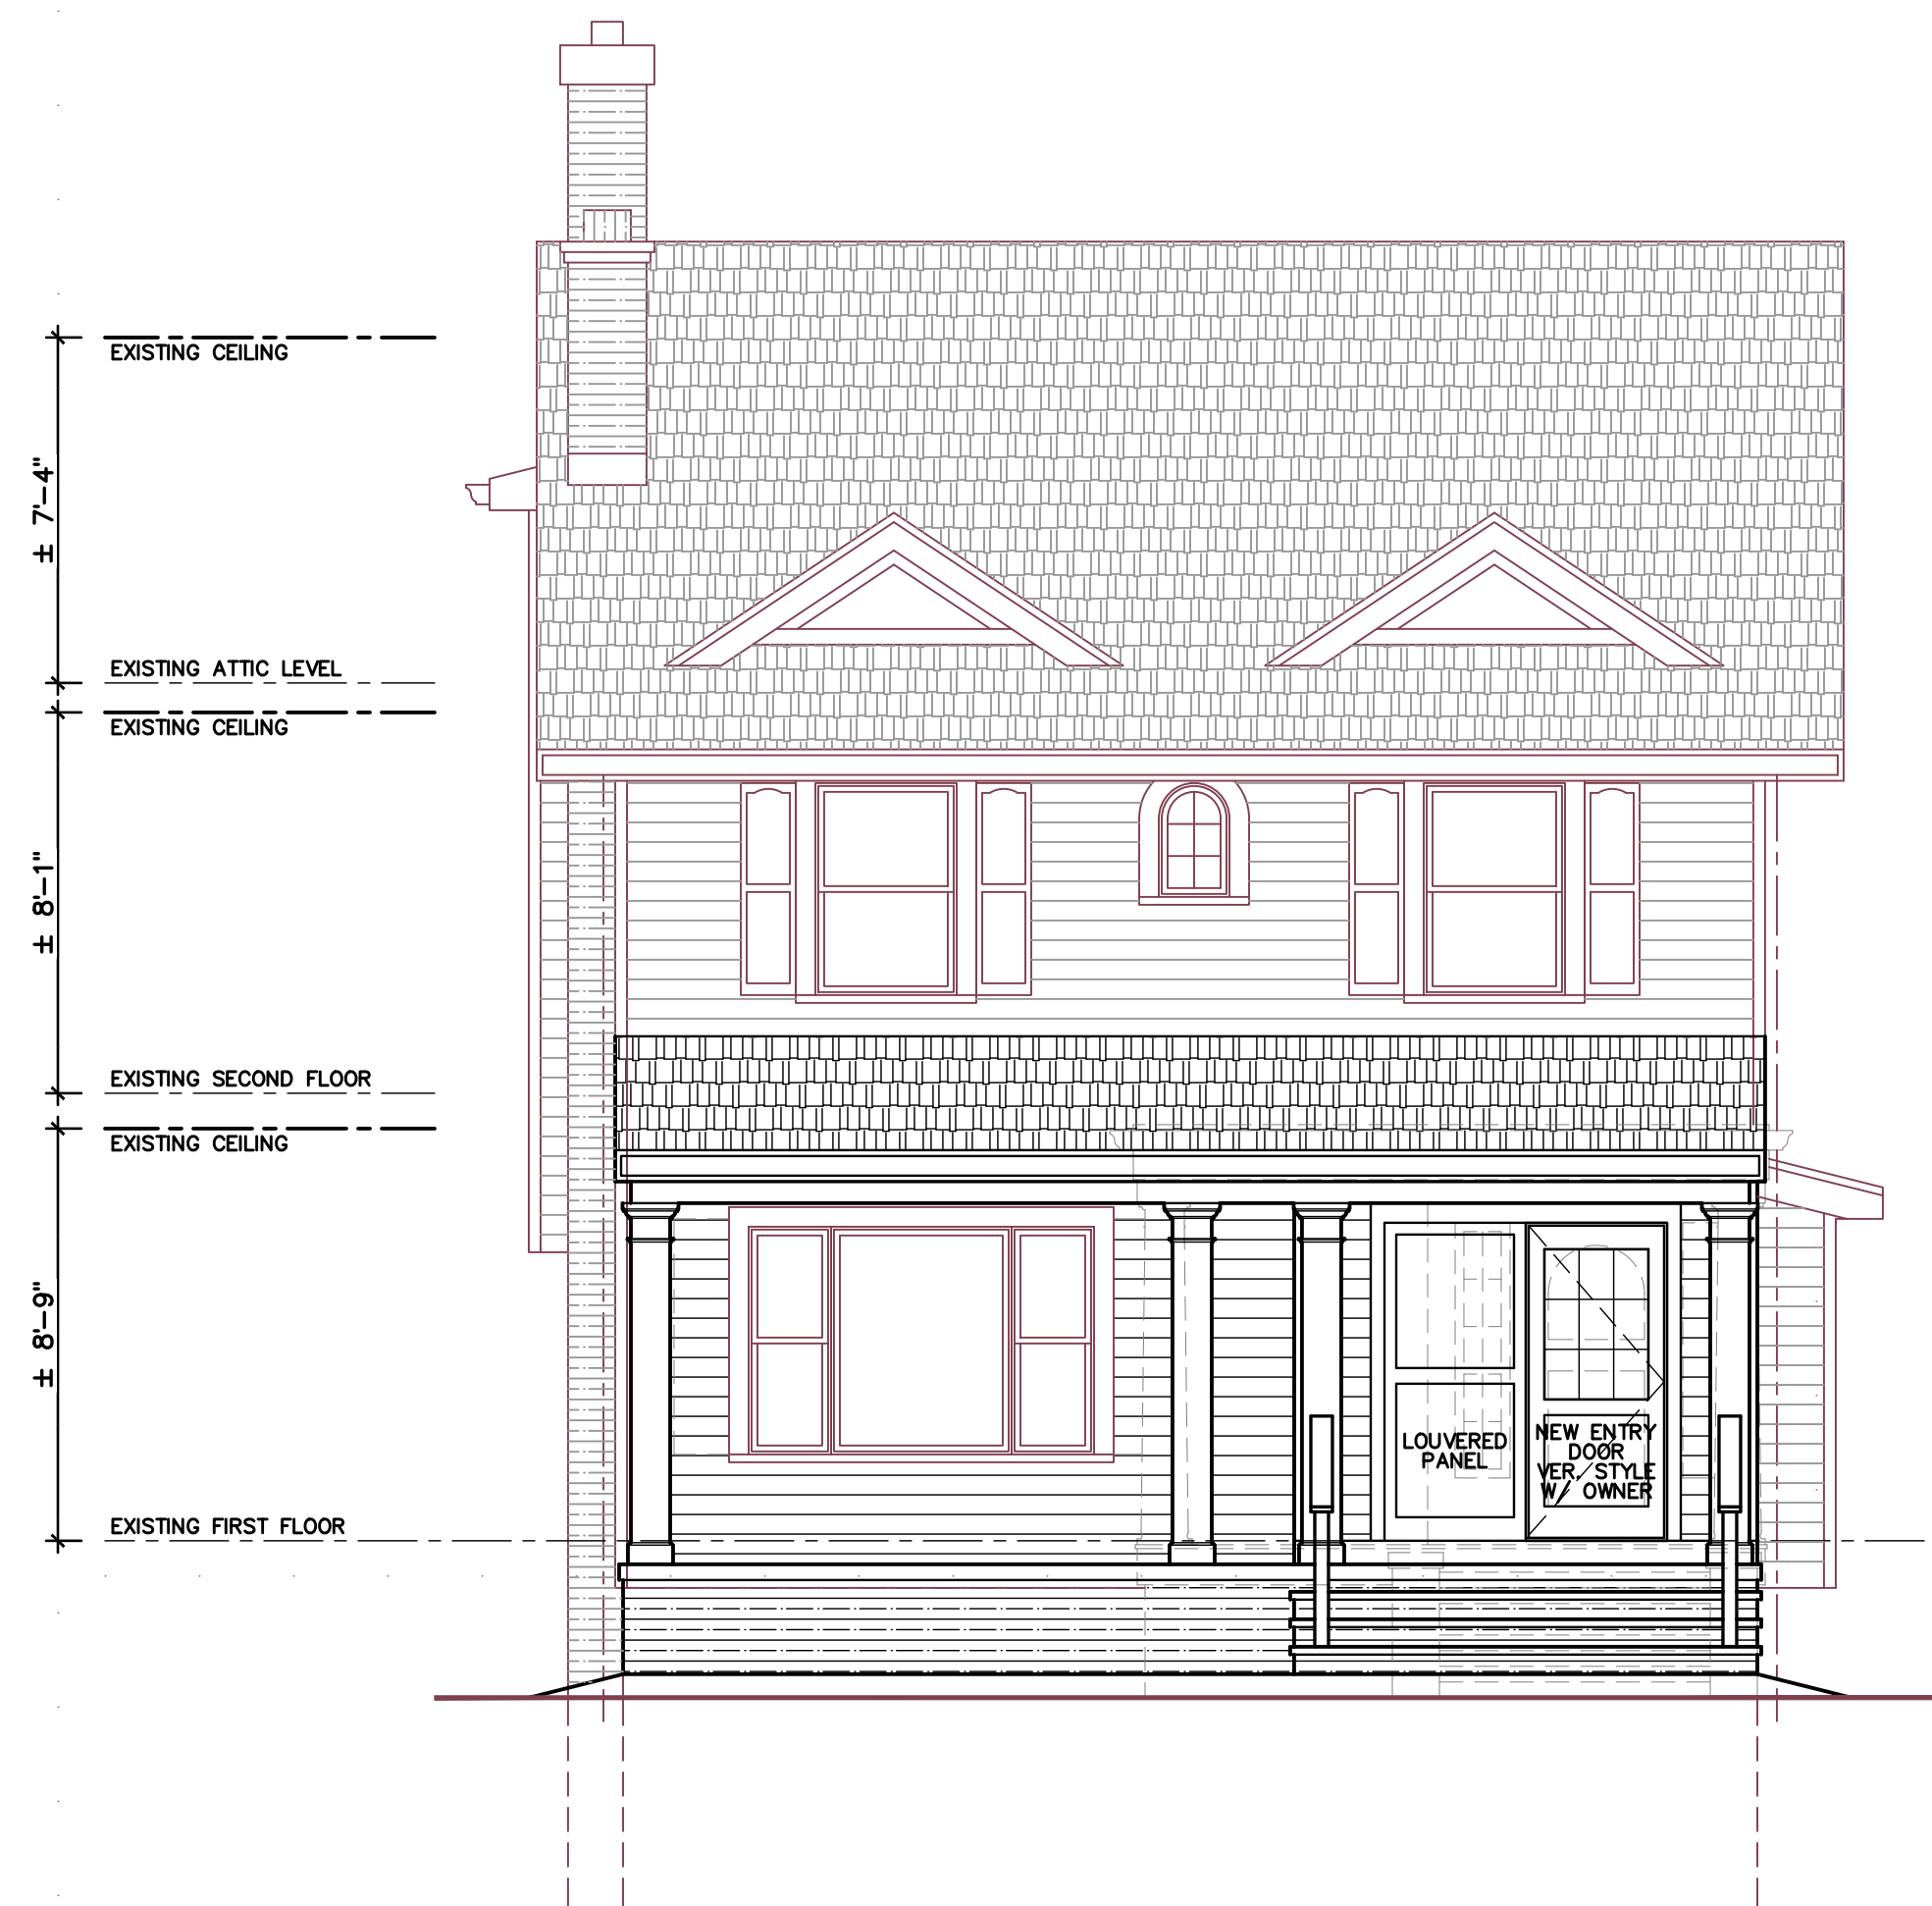 EXISTING CEILING
± 7'-4"
EXISTING ATTIC LEVEL
EXISTING CEILING
± 8'-1"
EXISTING SECOND FLOOR
EXISTING CEILING
± 8'-9"
EXISTING FIRST FLOOR
LOUVERED
PANEL
NEW ENTRY
DOOR
VER. STYLE
W/ OWNER